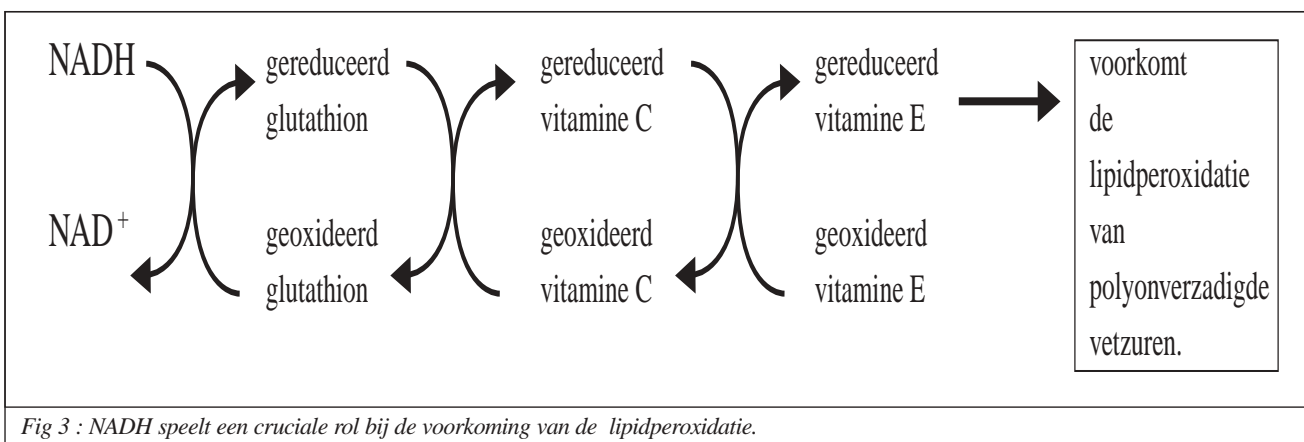 NADH
gereduceerd
glutathion
gereduceerd
vitamine C
gereduceerd
vitamine E
voorkomt
de
lipidperoxidatie
van
polyonverzadigde
vetzuren.
NAD+
geoxideerd
glutathion
geoxideerd
vitamine C
geoxideerd
vitamine E
Fig 3 : NADH speelt een cruciale rol bij de voorkoming van de lipidperoxidatie.